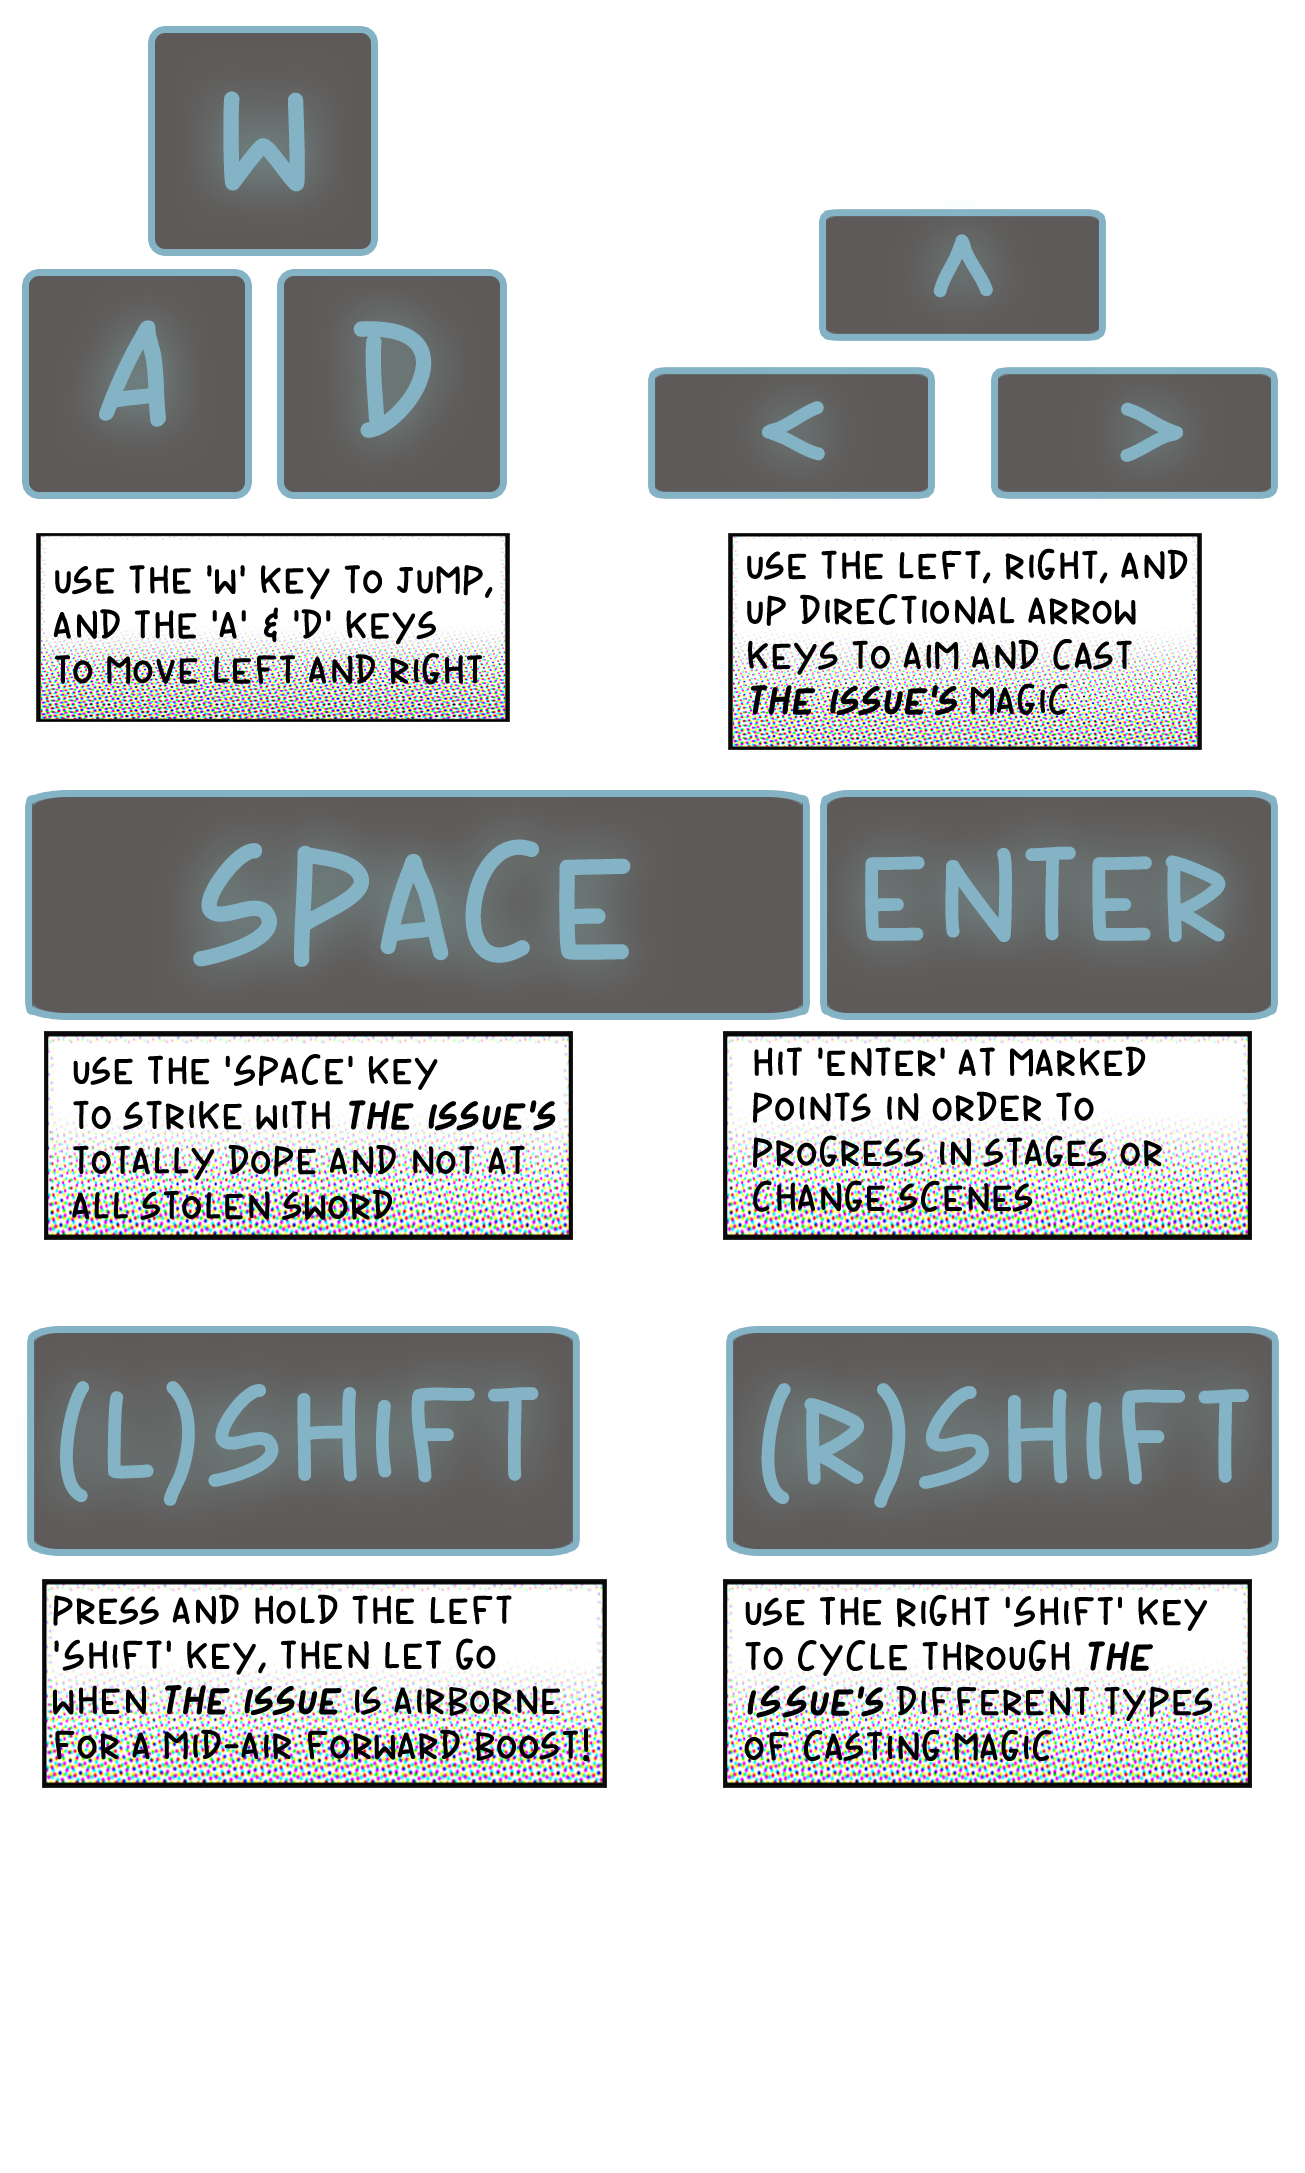 W
A D
^
< >
USE THE 'W' KEY TO JUMP,
AND THE 'A' & 'D' KEYS
TO MOVE LEFT AND RIGHT
USE THE LEFT, RIGHT, AND
UP DIRECTIONAL ARROW
KEYS TO AIM AND CAST
THE ISSUE'S MAGIC
SPACE
ENTER
USE THE 'SPACE' KEY
TO STRIKE WITH THE ISSUE'S
TOTALLY DOPE AND NOT AT
ALL STOLEN SWORD
HIT 'ENTER' AT MARKED
POINTS IN ORDER TO
PROGRESS IN STAGES OR
CHANGE SCENES
(L)SHIFT
(R)SHIFT
PRESS AND HOLD THE LEFT
'SHIFT' KEY, THEN LET GO
WHEN THE ISSUE IS AIRBORNE
FOR A MID-AIR FORWARD BOOST!
USE THE RIGHT 'SHIFT' KEY
TO CYCLE THROUGH THE
ISSUE'S DIFFERENT TYPES
OF CASTING MAGIC